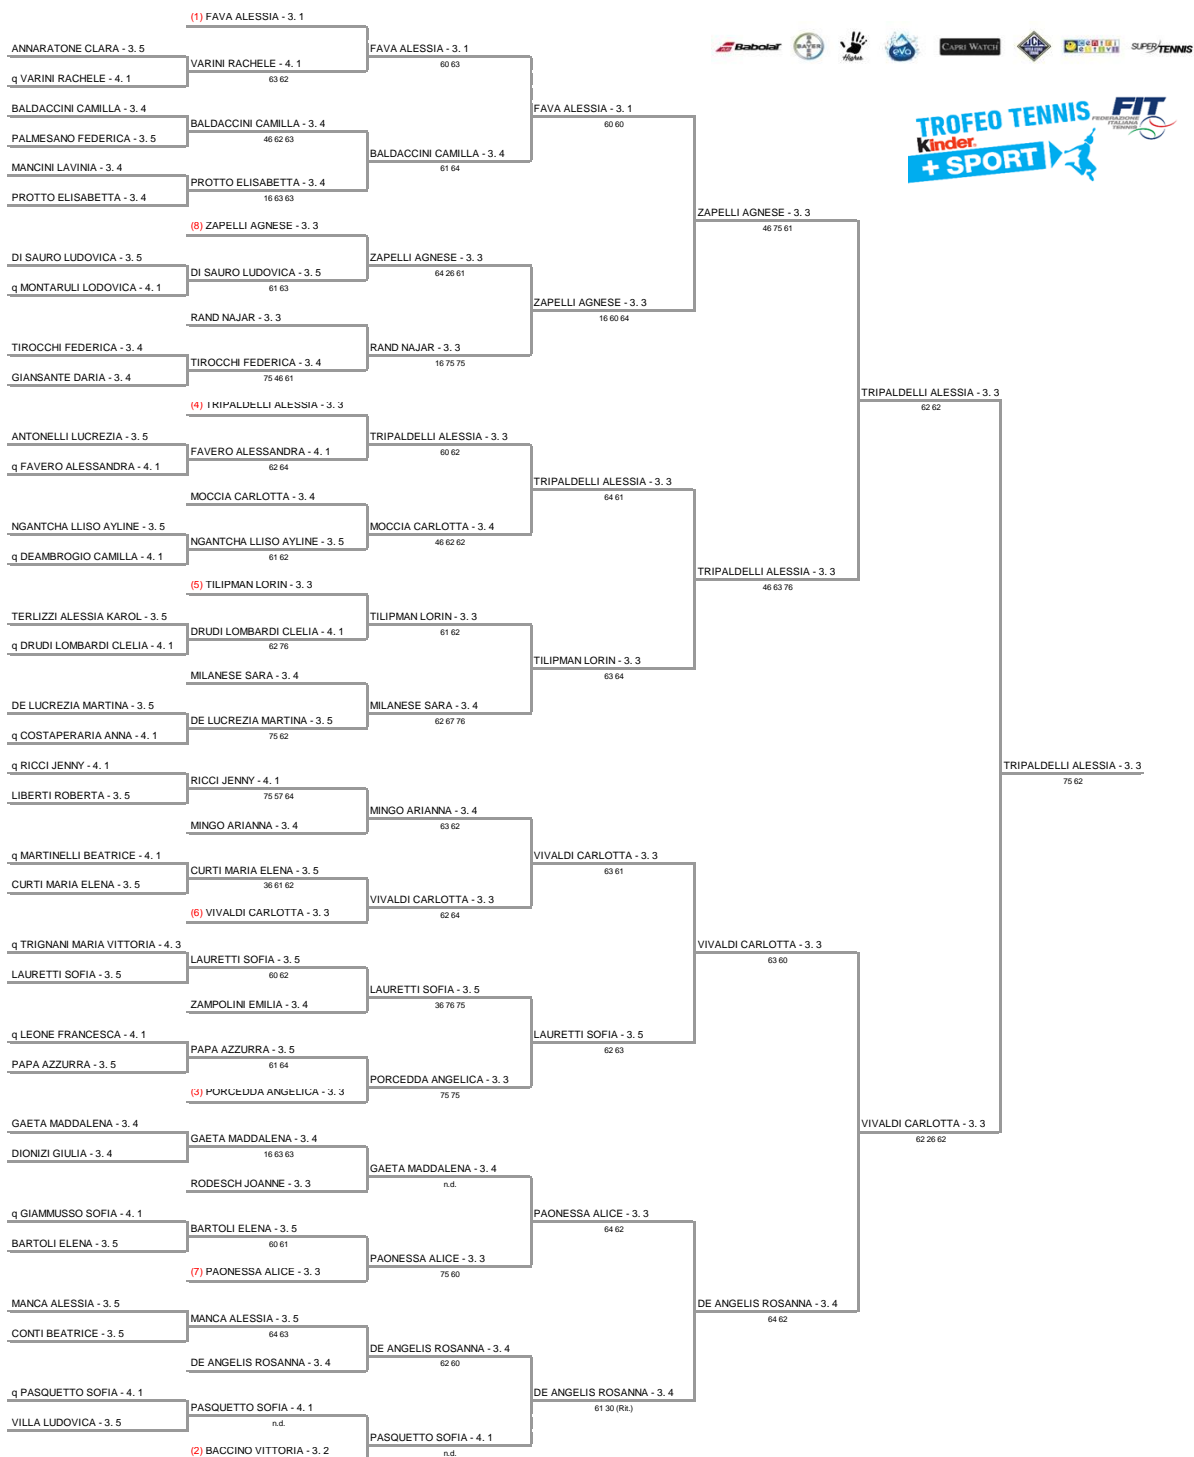 (1) FAVA ALESSIA - 3. 1
ANNARATONE CLARA - 3. 5
q VARINI RACHELE - 4. 1
VARINI RACHELE - 4. 1
63 62
FAVA ALESSIA - 3. 1
60 63
BALDACCINI CAMILLA - 3. 4
PALMESANO FEDERICA - 3. 5
BALDACCINI CAMILLA - 3. 4
46 62 63
MANCINI LAVINIA - 3. 4
PROTTO ELISABETTA - 3. 4
PROTTO ELISABETTA - 3. 4
16 63 63
BALDACCINI CAMILLA - 3. 4
61 64
FAVA ALESSIA - 3. 1
60 60
(8) ZAPELLI AGNESE - 3. 3
DI SAURO LUDOVICA - 3. 5
q MONTARULI LODOVICA - 4. 1
DI SAURO LUDOVICA - 3. 5
61 63
ZAPELLI AGNESE - 3. 3
64 26 61
RAND NAJAR - 3. 3
TIROCCHI FEDERICA - 3. 4
GIANSANTE DARIA - 3. 4
TIROCCHI FEDERICA - 3. 4
75 46 61
RAND NAJAR - 3. 3
16 75 75
ZAPELLI AGNESE - 3. 3
16 60 64
ZAPELLI AGNESE - 3. 3
46 75 61
(4) TRIPALDELLI ALESSIA - 3. 3
ANTONELLI LUCREZIA - 3. 5
q FAVERO ALESSANDRA - 4. 1
FAVERO ALESSANDRA - 4. 1
62 64
TRIPALDELLI ALESSIA - 3. 3
60 62
MOCCIA CARLOTTA - 3. 4
NGANTCHA LLISO AYLINE - 3. 5
q DEAMBROGIO CAMILLA - 4. 1
NGANTCHA LLISO AYLINE - 3. 5
61 62
MOCCIA CARLOTTA - 3. 4
46 62 62
TRIPALDELLI ALESSIA - 3. 3
64 61
(5) TILIPMAN LORIN - 3. 3
TERLIZZI ALESSIA KAROL - 3. 5
q DRUDI LOMBARDI CLELIA - 4. 1
DRUDI LOMBARDI CLELIA - 4. 1
62 76
TILIPMAN LORIN - 3. 3
61 62
MILANESE SARA - 3. 4
DE LUCREZIA MARTINA - 3. 5
q COSTAPERARIA ANNA - 4. 1
DE LUCREZIA MARTINA - 3. 5
75 62
MILANESE SARA - 3. 4
62 67 76
TILIPMAN LORIN - 3. 3
63 64
TRIPALDELLI ALESSIA - 3. 3
46 63 76
TRIPALDELLI ALESSIA - 3. 3
62 62
q RICCI JENNY - 4. 1
LIBERTI ROBERTA - 3. 5
RICCI JENNY - 4. 1
75 57 64
MINGO ARIANNA - 3. 4
MINGO ARIANNA - 3. 4
63 62
q MARTINELLI BEATRICE - 4. 1
CURTI MARIA ELENA - 3. 5
CURTI MARIA ELENA - 3. 5
36 61 62
(6) VIVALDI CARLOTTA - 3. 3
VIVALDI CARLOTTA - 3. 3
62 64
VIVALDI CARLOTTA - 3. 3
63 61
q TRIGNANI MARIA VITTORIA - 4. 3
LAURETTI SOFIA - 3. 5
LAURETTI SOFIA - 3. 5
60 62
ZAMPOLINI EMILIA - 3. 4
LAURETTI SOFIA - 3. 5
36 76 75
q LEONE FRANCESCA - 4. 1
PAPA AZZURRA - 3. 5
PAPA AZZURRA - 3. 5
61 64
(3) PORCEDDA ANGELICA - 3. 3
PORCEDDA ANGELICA - 3. 3
75 75
LAURETTI SOFIA - 3. 5
62 63
VIVALDI CARLOTTA - 3. 3
63 60
GAETA MADDALENA - 3. 4
DIONIZI GIULIA - 3. 4
GAETA MADDALENA - 3. 4
16 63 63
RODESCH JOANNE - 3. 3
GAETA MADDALENA - 3. 4
n.d.
q GIAMMUSSO SOFIA - 4. 1
BARTOLI ELENA - 3. 5
BARTOLI ELENA - 3. 5
60 61
(7) PAONESSA ALICE - 3. 3
PAONESSA ALICE - 3. 3
75 60
PAONESSA ALICE - 3. 3
64 62
MANCA ALESSIA - 3. 5
CONTI BEATRICE - 3. 5
MANCA ALESSIA - 3. 5
64 63
DE ANGELIS ROSANNA - 3. 4
DE ANGELIS ROSANNA - 3. 4
62 60
q PASQUETTO SOFIA - 4. 1
VILLA LUDOVICA - 3. 5
PASQUETTO SOFIA - 4. 1
n.d.
(2) BACCINO VITTORIA - 3. 2
PASQUETTO SOFIA - 4. 1
n.d.
DE ANGELIS ROSANNA - 3. 4
61 30 (Rit.)
DE ANGELIS ROSANNA - 3. 4
64 62
VIVALDI CARLOTTA - 3. 3
62 26 62
TRIPALDELLI ALESSIA - 3. 3
75 62
Babolat
BAYER
Higher
evo
CAPRI WATCH
SUPER TENNIS
TROFEO TENNIS
Kinder
+ SPORT
FIT
FEDERAZIONE
ITALIANA
TENNIS